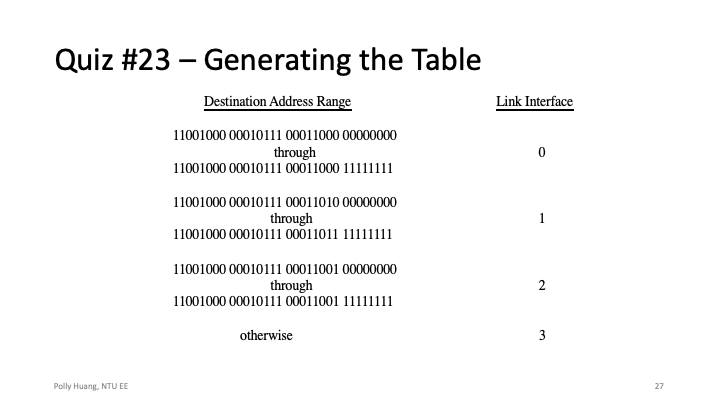 Quiz #23 – Generating the Table
Destination Address Range Link Interface
11001000 00010111 00011000 00000000
through 0
11001000 00010111 00011000 11111111
11001000 00010111 00011010 00000000
through 1
11001000 00010111 00011011 11111111
11001000 00010111 00011001 00000000
through 2
11001000 00010111 00011001 11111111
otherwise 3
Polly Huang, NTU EE 27